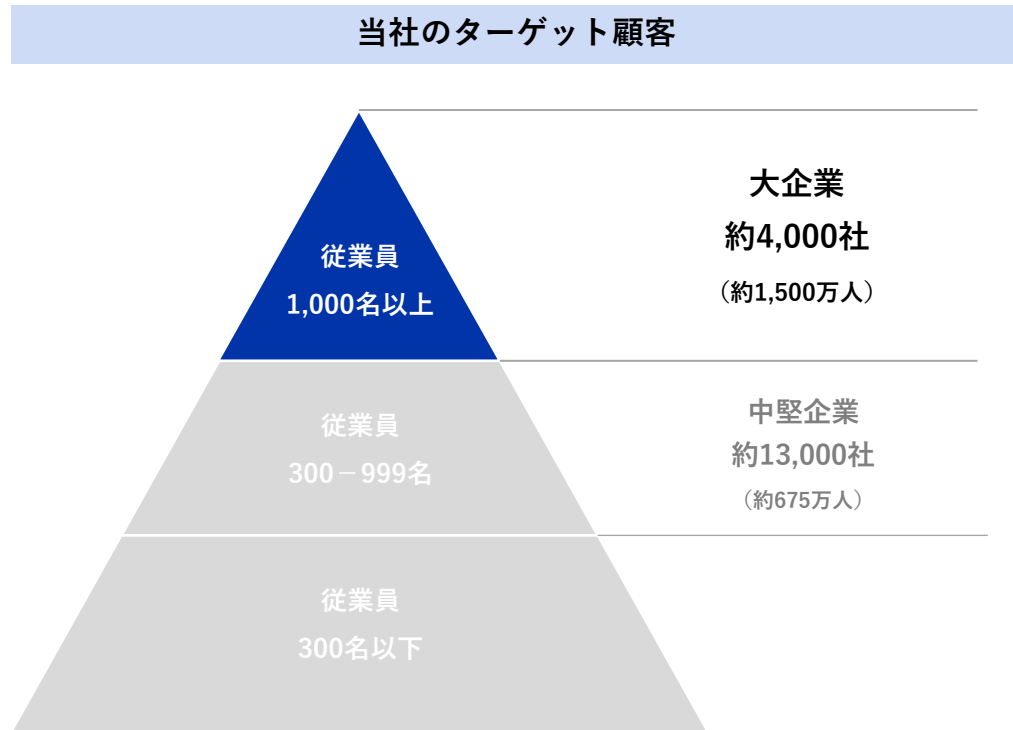 当社のターゲット顧客
従業員
1,000名以上
大企業
約4,000社
（約1,500万人）
従業員
300－999名
中堅企業
約13,000社
（約675万人）
従業員
300名以下